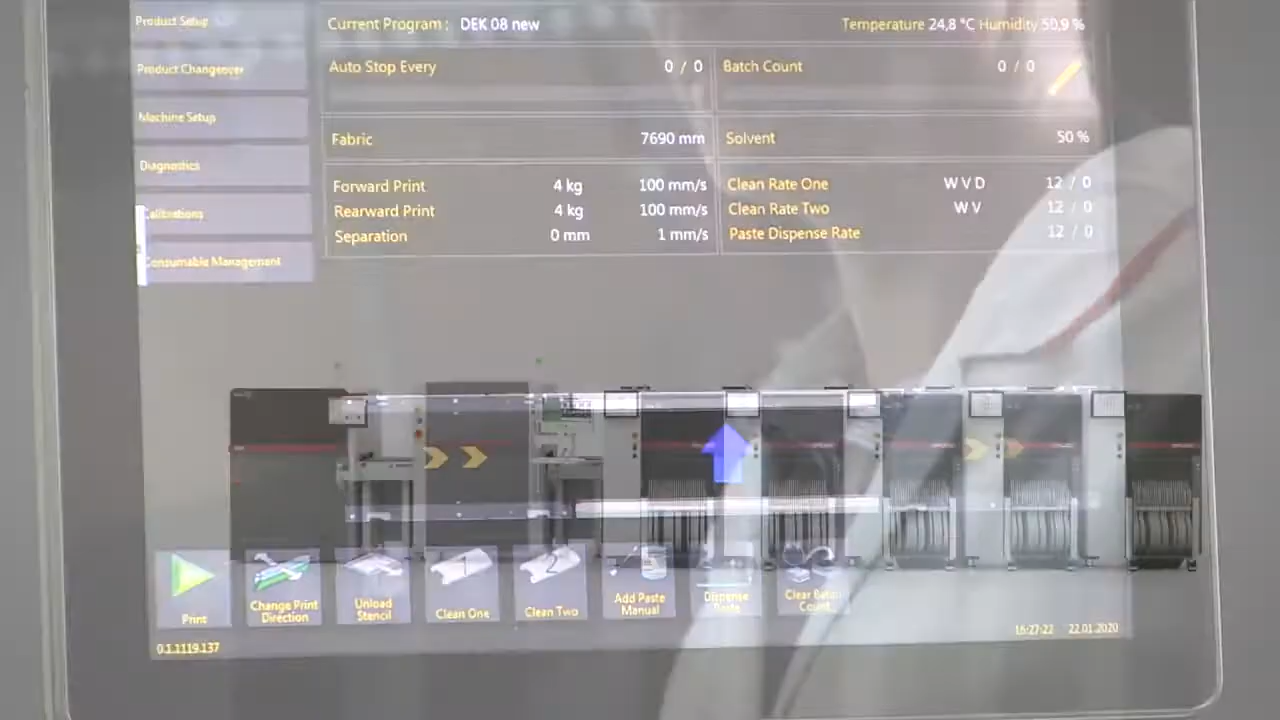 Product Setup
Current Program : DEK 08 new
Temperature 24,8 °C Humidity 50,9 %
Product Changeover
Auto Stop Every 0 / 0
Batch Count 0 / 0
Machine Setup
Fabric 7690 mm
Solvent 50 %
Diagnostics
Forward Print 4 kg 100 mm/s
Clean Rate One W V D 12 / 0
Calibrations
Rearward Print 4 kg 100 mm/s
Clean Rate Two W V 12 / 0
Separation 0 mm 1 mm/s
Paste Dispense Rate 12 / 0
Consumable Management
Print
Change Print
Direction
Unload
Stencil
1
Clean One
2
Clean Two
Add Paste
Manual
Dispense
Paste
Clear Batch
Count
0.1.1119.137
16:27:22 22.01.2020